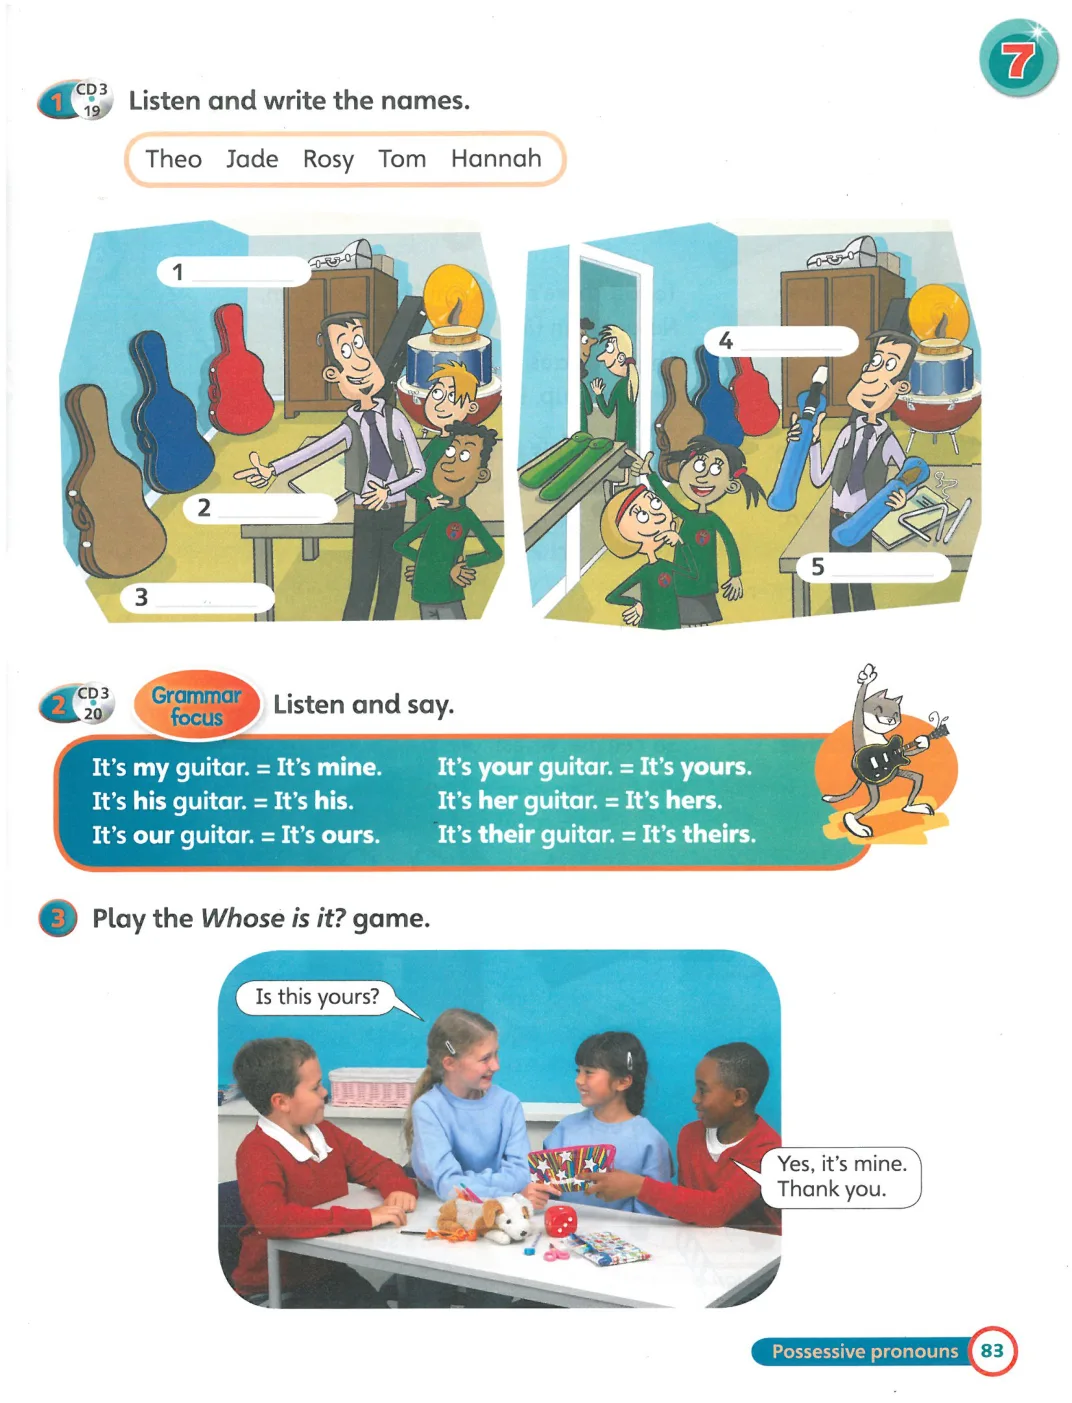 7
1 CD3 19 Listen and write the names.
Theo Jade Rosy Tom Hannah
1
2
3
4
5
2 CD3 20 Grammar focus Listen and say.
It's my guitar. = It's mine. It's your guitar. = It's yours.
It's his guitar. = It's his. It's her guitar. = It's hers.
It's our guitar. = It's ours. It's their guitar. = It's theirs.
3 Play the Whose is it? game.
Is this yours?
Yes, it's mine.
Thank you.
Possessive pronouns 83